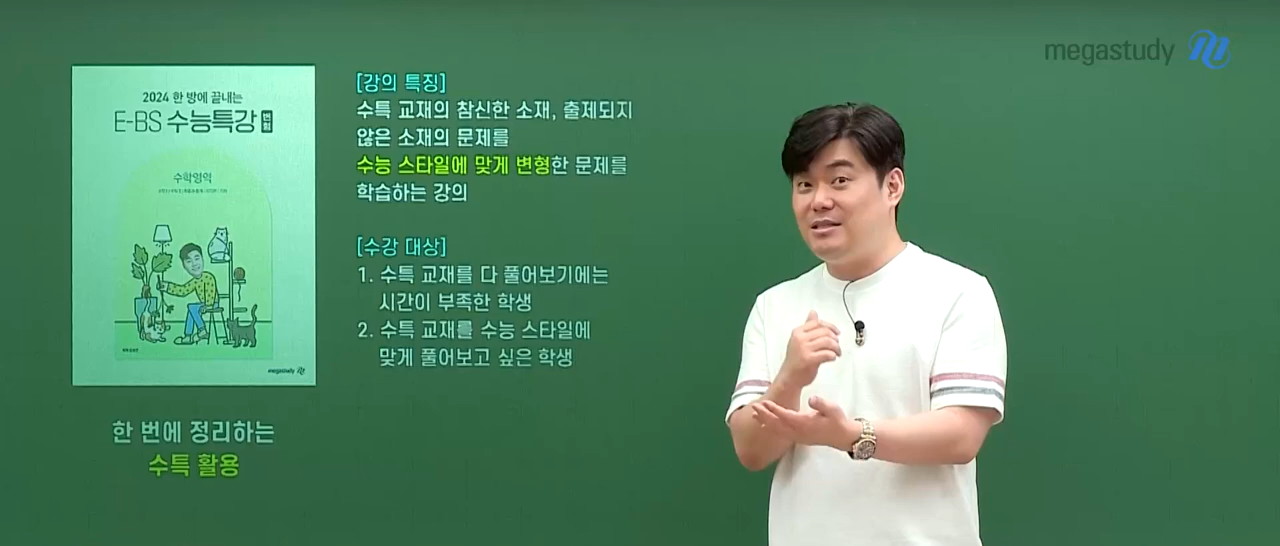 megastudy
2024 한 방에 끝내는
E-BS 수능특강 변형
수학영역
megastudy
한 번에 정리하는
수특 활용
[강의 특징]
수특 교재의 참신한 소재, 출제되지
않은 소재의 문제를
수능 스타일에 맞게 변형한 문제를
학습하는 강의
[수강 대상]
1. 수특 교재를 다 풀어보기에는
시간이 부족한 학생
2. 수특 교재를 수능 스타일에
맞게 풀어보고 싶은 학생